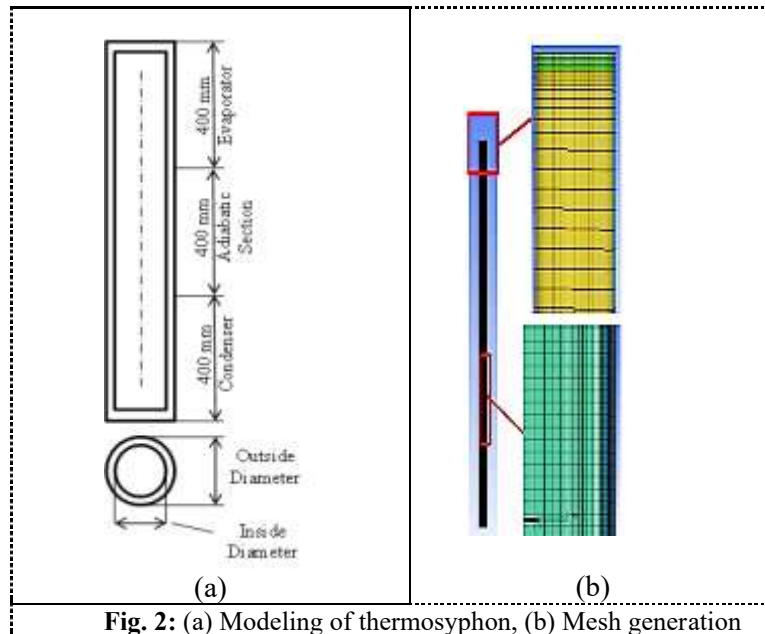 400 mm
Evaporator
400 mm
Adiabatic
Section
400 mm
Condenser
Outside
Diameter
Inside
Diameter
(a)
(b)
Fig. 2: (a) Modeling of thermosyphon, (b) Mesh generation